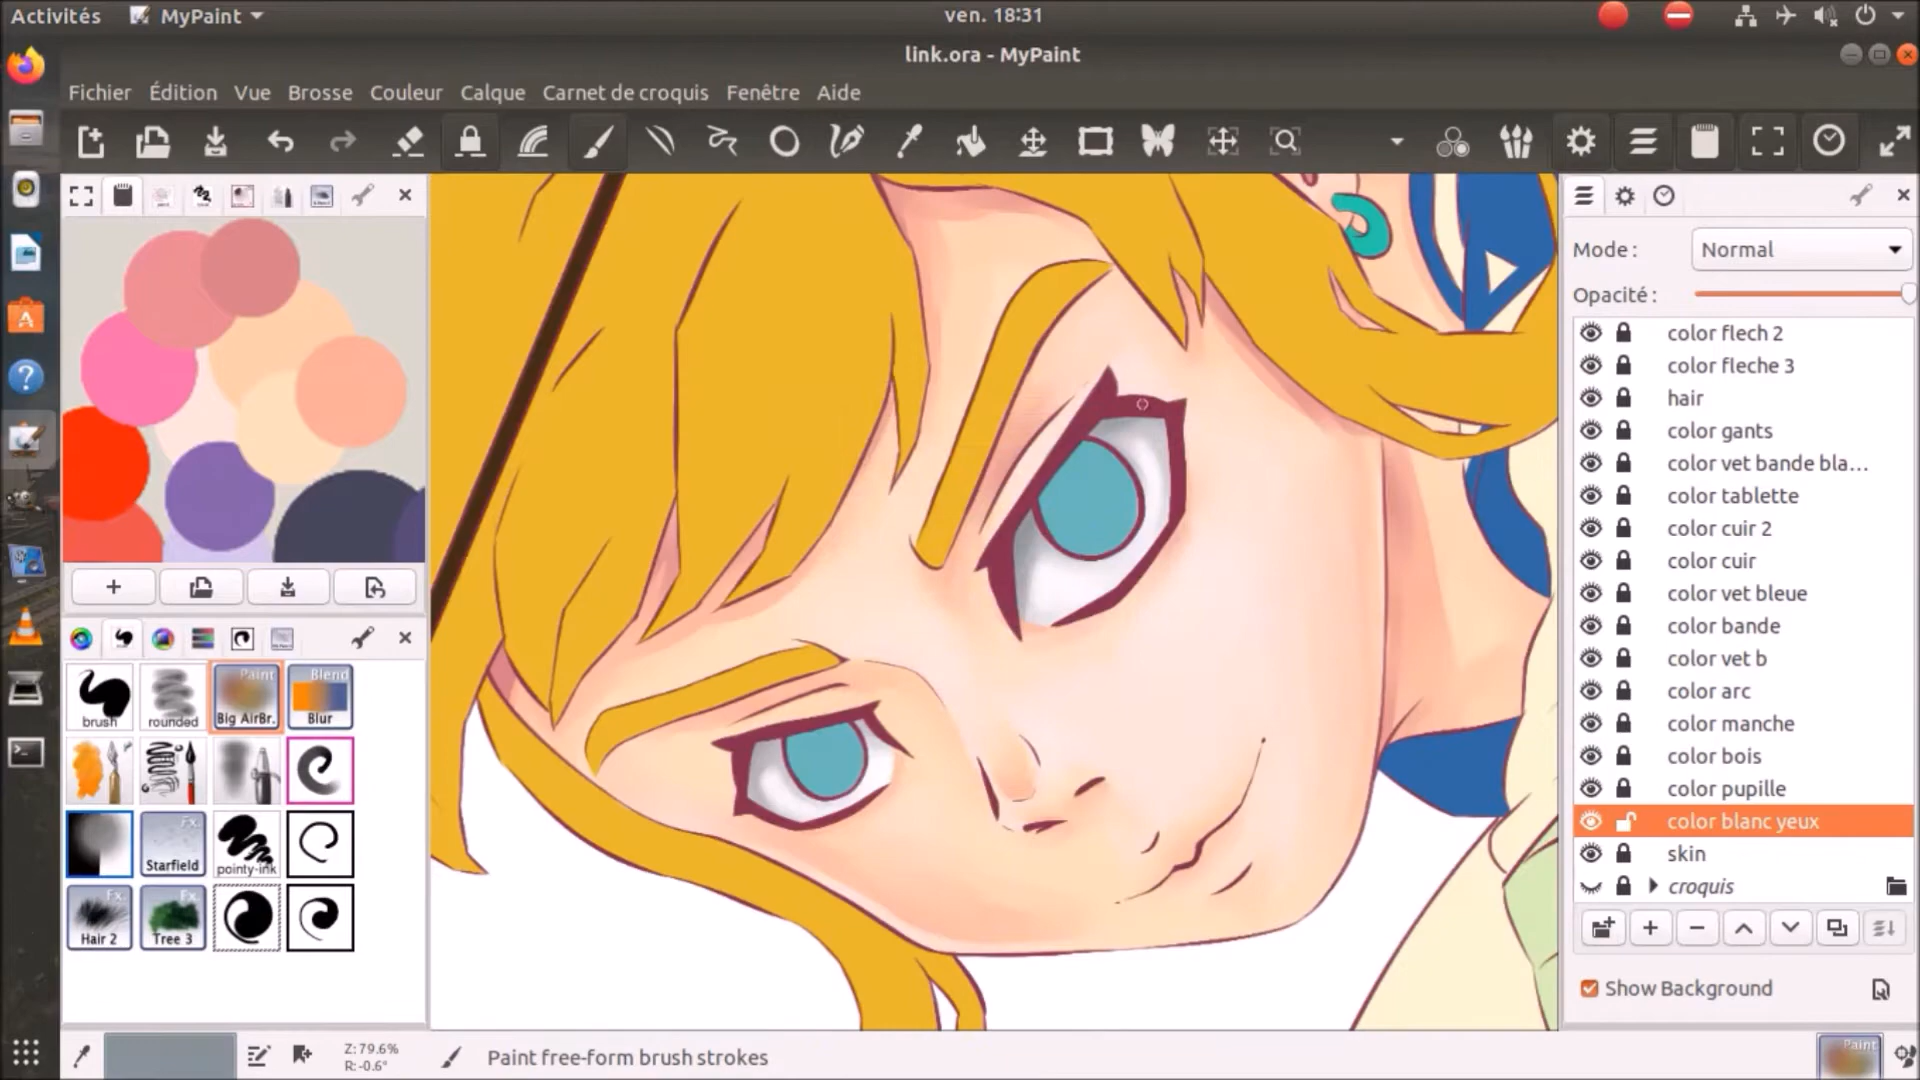 Activités MyPaint ven. 18:31
link.ora - MyPaint
Fichier Édition Vue Brosse Couleur Calque Carnet de croquis Fenêtre Aide
Mode : Normal
Opacité :
color flech 2
color fleche 3
hair
color gants
color vet bande bla...
color tablette
color cuir 2
color cuir
color vet bleue
color bande
color vet b
color arc
color manche
color bois
color pupille
color blanc yeux
skin
croquis
Show Background
brush rounded Paint Big AirBr. Blend Blur
Fx Starfield pointy-ink
Fx Hair 2 Fx Tree 3
Z: 79.6%
R: -0.6°
Paint free-form brush strokes
Paint